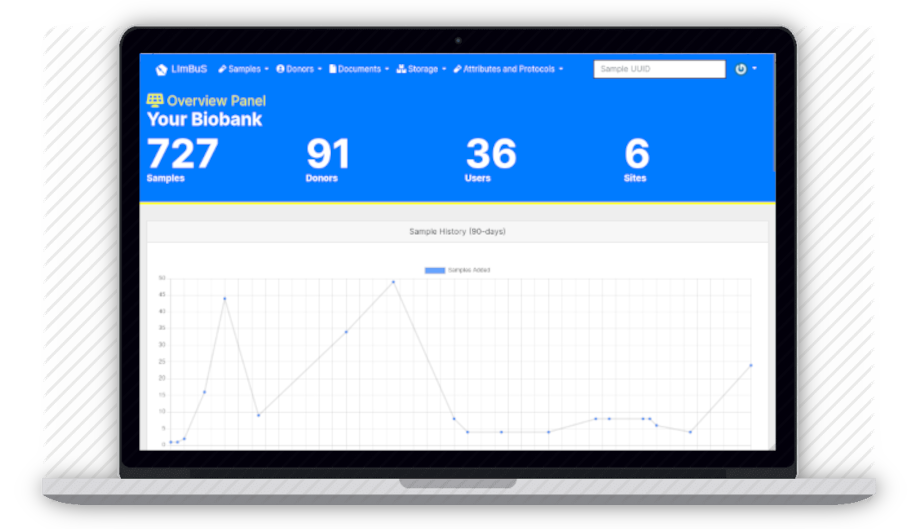 LImBuS Samples Donors Documents Storage Attributes and Protocols Sample UUID
Overview Panel
Your Biobank
727 91 36 6
Samples Donors Users Sites
Sample History (90-days)
Samples Added
50
45
40
35
30
25
20
15
10
5
0